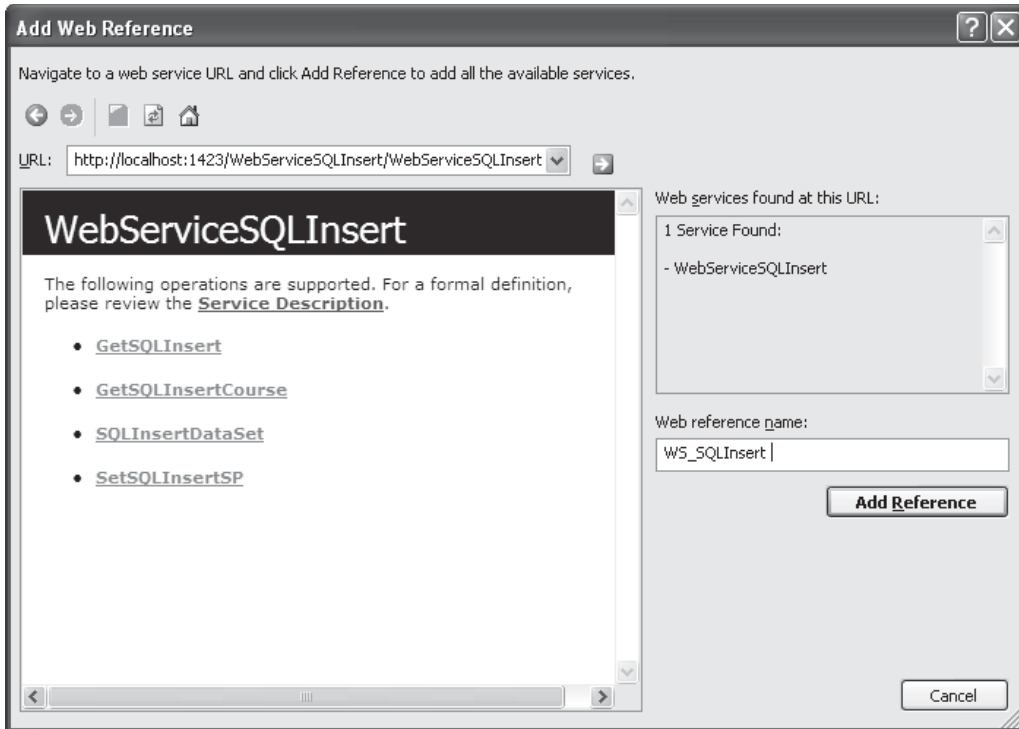 Add Web Reference
Navigate to a web service URL and click Add Reference to add all the available services.
URL: http://localhost:1423/WebServiceSQLInsert/WebServiceSQLInsert
WebServiceSQLInsert
The following operations are supported. For a formal definition,
please review the Service Description.
• GetSQLInsert
• GetSQLInsertCourse
• SQLInsertDataSet
• SetSQLInsertSP
Web services found at this URL:
1 Service Found:
- WebServiceSQLInsert
Web reference name:
WS_SQLInsert
Add Reference
Cancel